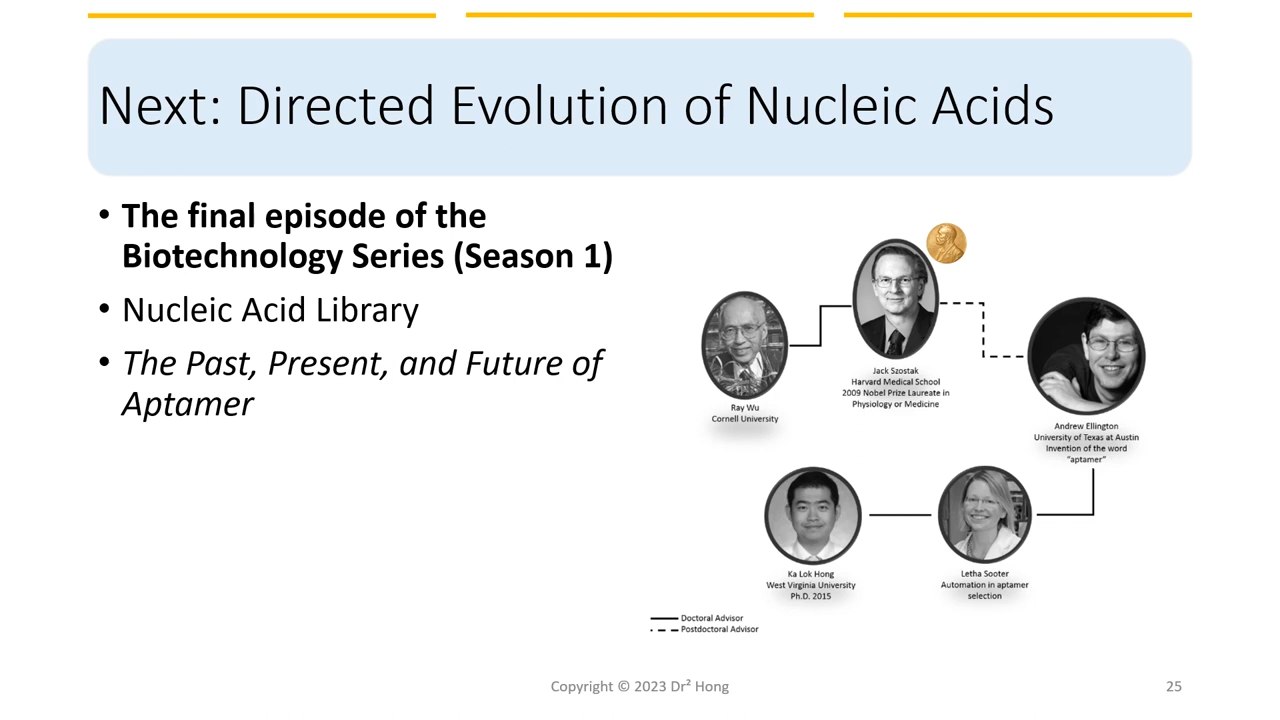 Next: Directed Evolution of Nucleic Acids
• The final episode of the
Biotechnology Series (Season 1)
• Nucleic Acid Library
• The Past, Present, and Future of
Aptamer
Ray Wu
Cornell University
Jack Szostak
Harvard Medical School
2009 Nobel Prize Laureate in
Physiology or Medicine
Andrew Ellington
University of Texas at Austin
Invention of the word
“aptamer”
Ka Lok Hong
West Virginia University
Ph.D. 2015
Letha Sooter
Automation in aptamer
selection
Doctoral Advisor
Postdoctoral Advisor
Copyright © 2023 Dr² Hong
25